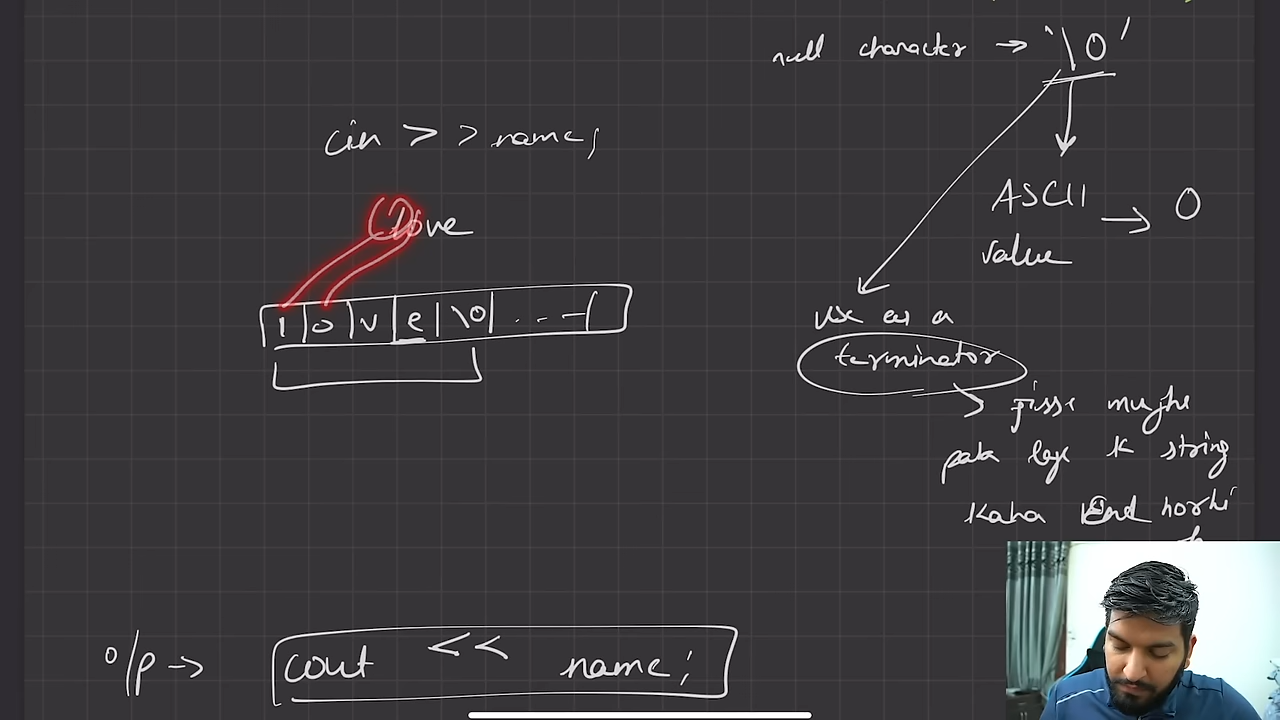 null character → '\0'
cin >> name;
love
l o v e \0 . . -
ASCII → 0
value
use as a
terminator
> jisse mujhe
pata lage k string
Kaha End horhi
o/p → cout << name;